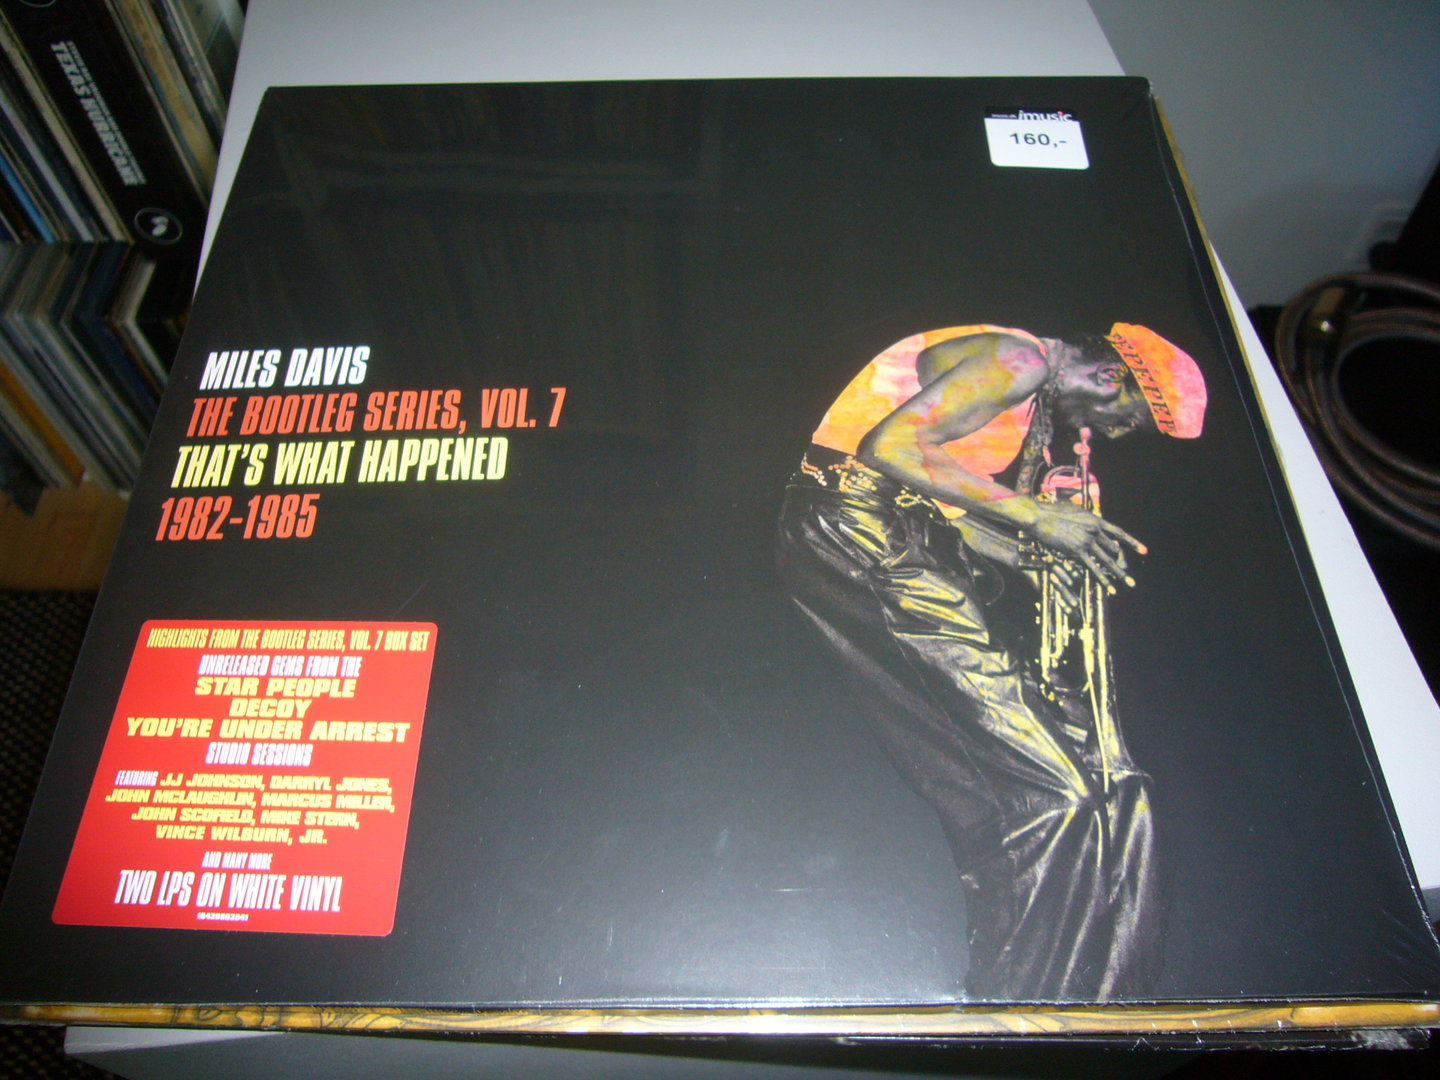 TEXAS HURRICANE
imusic
160,-
MILES DAVIS
THE BOOTLEG SERIES, VOL. 7
THAT'S WHAT HAPPENED
1982-1985
HIGHLIGHTS FROM THE BOOTLEG SERIES, VOL. 7 BOX SET
UNRELEASED GEMS FROM THE
STAR PEOPLE
DECOY
YOU'RE UNDER ARREST
STUDIO SESSIONS
FEATURING JJ JOHNSON, DARRYL JONES,
JOHN MCLAUGHLIN, MARCUS MILLER,
JOHN SCOFIELD, MIKE STERN,
VINCE WILBURN, JR.
AND MANY MORE
TWO LPS ON WHITE VINYL